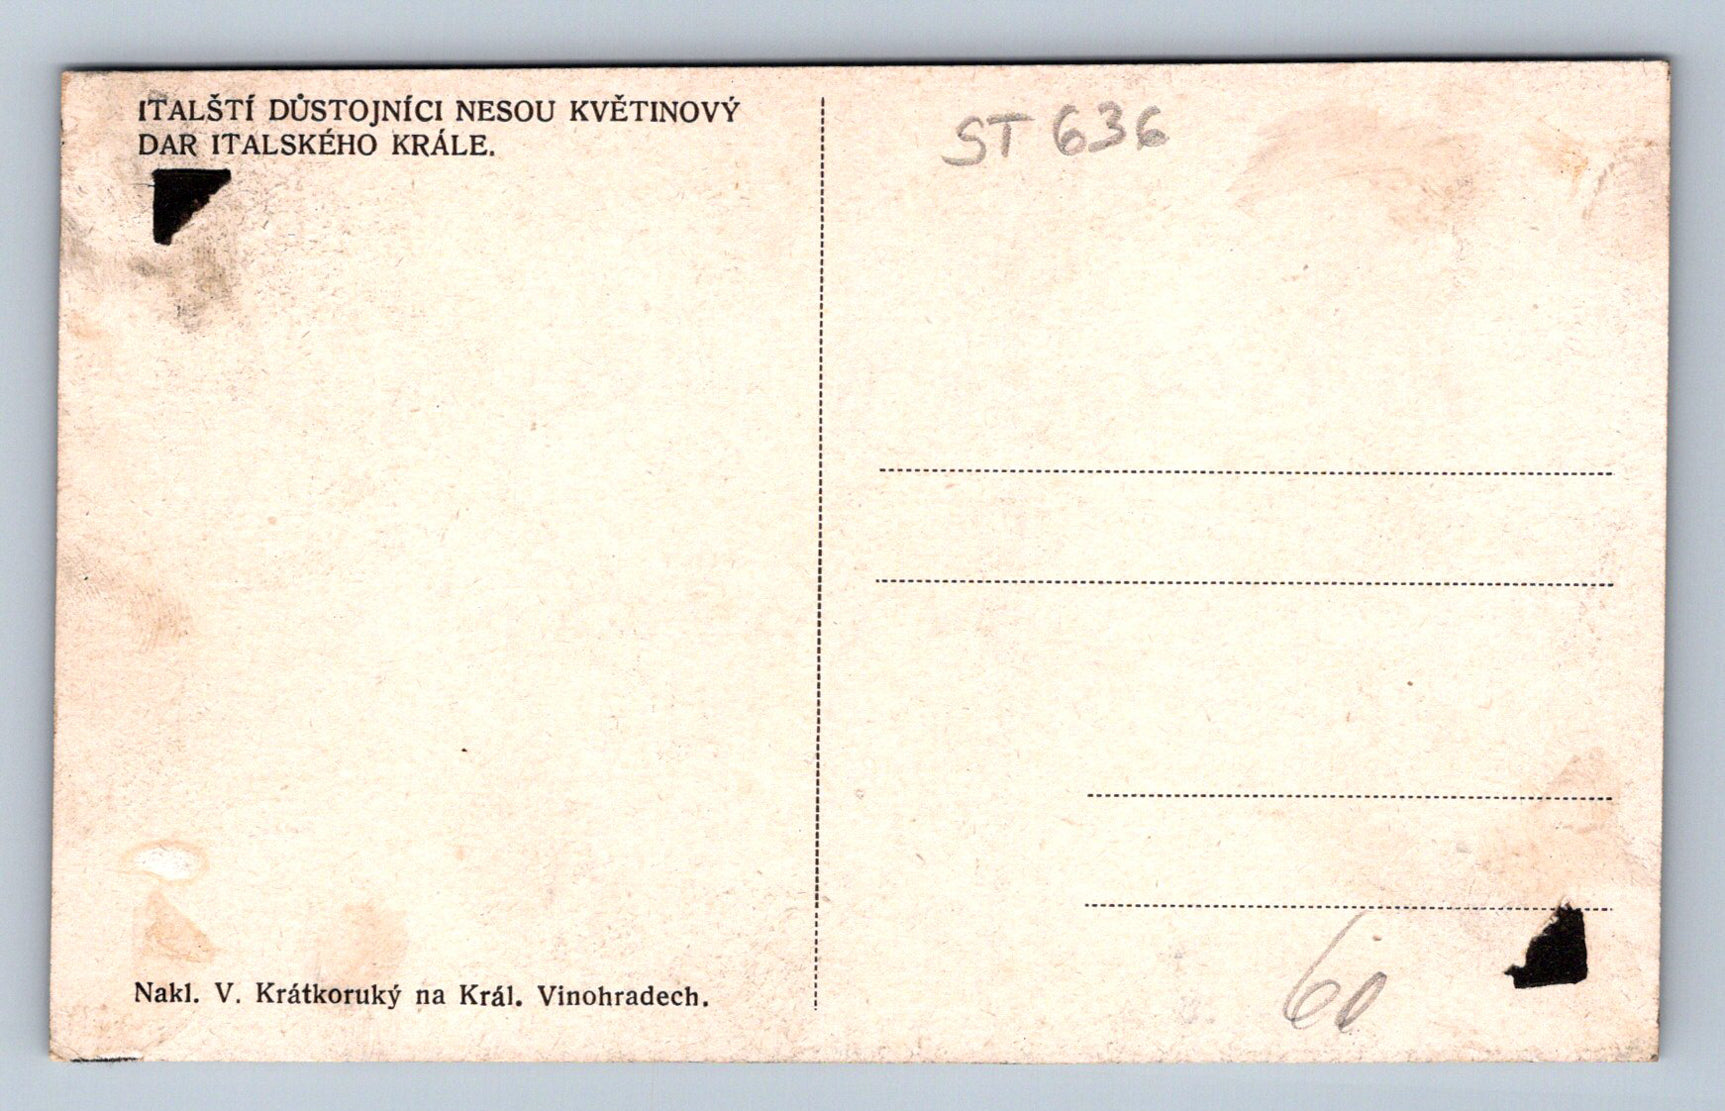 ITALŠTÍ DŮSTOJNÍCI NESOU KVĚTINOVÝ
DAR ITALSKÉHO KRÁLE.
ST 636
Nakl. V. Krátkoruký na Král. Vinohradech.
60